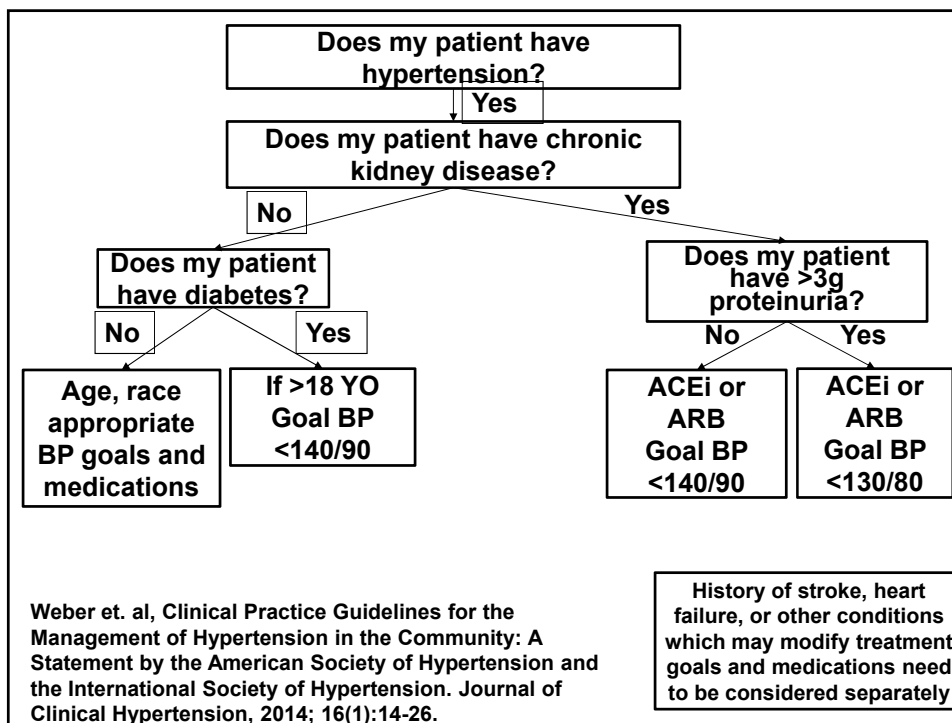 Does my patient have
hypertension?
Yes
Does my patient have chronic
kidney disease?
No
Yes
Does my patient
have diabetes?
Does my patient
have >3g
proteinuria?
No
Yes
No
Yes
Age, race
appropriate
BP goals and
medications
If >18 YO
Goal BP
<140/90
ACEi or
ARB
Goal BP
<140/90
ACEi or
ARB
Goal BP
<130/80
Weber et. al, Clinical Practice Guidelines for the
Management of Hypertension in the Community: A
Statement by the American Society of Hypertension and
the International Society of Hypertension. Journal of
Clinical Hypertension, 2014; 16(1):14-26.
History of stroke, heart
failure, or other conditions
which may modify treatment
goals and medications need
to be considered separately